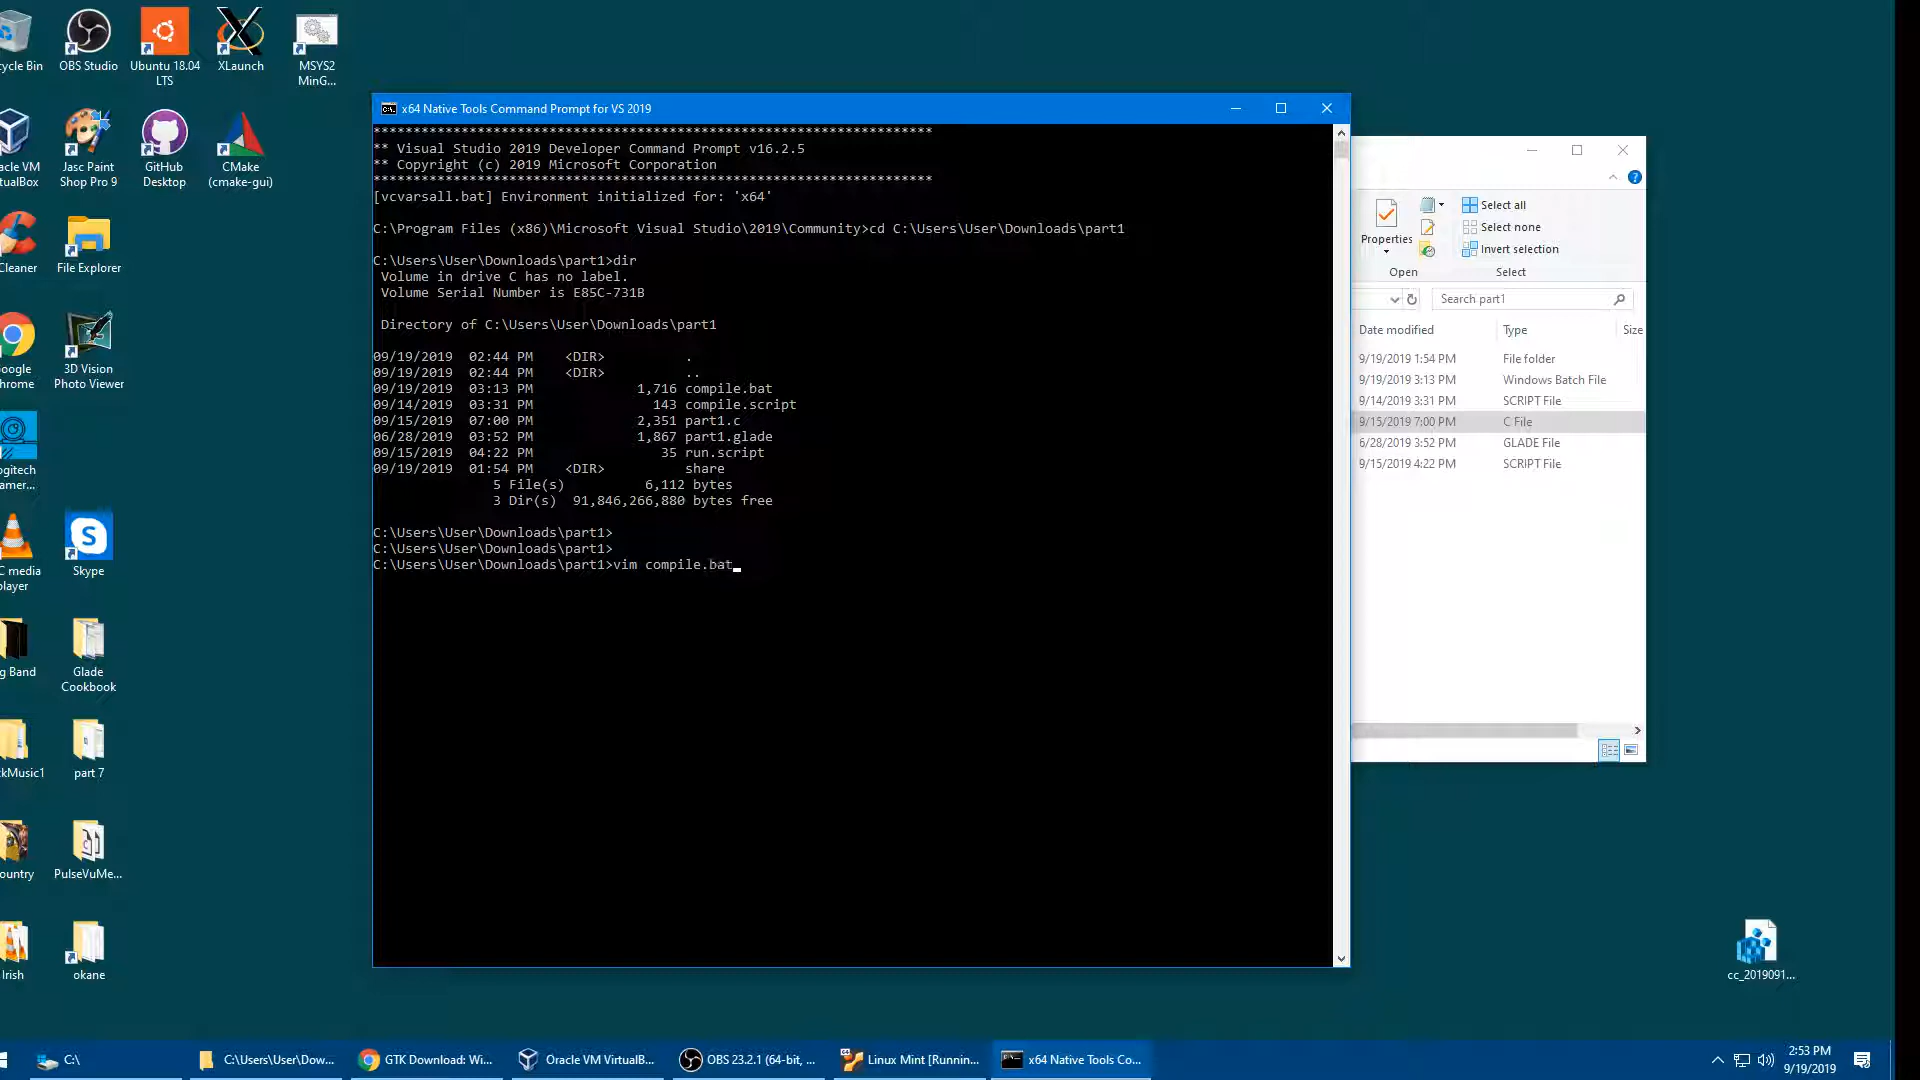 cycle Bin
OBS Studio
Ubuntu 18.04
LTS
XLaunch
MSYS2
MinG...
acle VM
tualBox
Jasc Paint
Shop Pro 9
GitHub
Desktop
CMake
(cmake-gui)
Cleaner
File Explorer
oogle
hrome
3D Vision
Photo Viewer
ogitech
amer...
C media
player
Skype
g Band
Glade
Cookbook
kMusic1
part 7
ountry
PulseVuMe...
Irish
okane
cc_2019091...
x64 Native Tools Command Prompt for VS 2019
**********************************************************************
** Visual Studio 2019 Developer Command Prompt v16.2.5
** Copyright (c) 2019 Microsoft Corporation
**********************************************************************
[vcvarsall.bat] Environment initialized for: 'x64'
C:\Program Files (x86)\Microsoft Visual Studio\2019\Community>cd C:\Users\User\Downloads\part1
C:\Users\User\Downloads\part1>dir
Volume in drive C has no label.
Volume Serial Number is E85C-731B
Directory of C:\Users\User\Downloads\part1
09/19/2019 02:44 PM <DIR> .
09/19/2019 02:44 PM <DIR> ..
09/19/2019 03:13 PM 1,716 compile.bat
09/14/2019 03:31 PM 143 compile.script
09/15/2019 07:00 PM 2,351 part1.c
06/28/2019 03:52 PM 1,867 part1.glade
09/15/2019 04:22 PM 35 run.script
09/19/2019 01:54 PM <DIR> share
5 File(s) 6,112 bytes
3 Dir(s) 91,846,266,880 bytes free
C:\Users\User\Downloads\part1>
C:\Users\User\Downloads\part1>
C:\Users\User\Downloads\part1>vim compile.bat
Properties
Open
Select all
Select none
Invert selection
Select
Search part1
Date modified Type Size
9/19/2019 1:54 PM File folder
9/19/2019 3:13 PM Windows Batch File
9/14/2019 3:31 PM SCRIPT File
9/15/2019 7:00 PM C File
6/28/2019 3:52 PM GLADE File
9/15/2019 4:22 PM SCRIPT File
C:\
C:\Users\User\Dow...
GTK Download: Wi...
Oracle VM VirtualB...
OBS 23.2.1 (64-bit, ...
Linux Mint [Runnin...
x64 Native Tools Co...
2:53 PM
9/19/2019